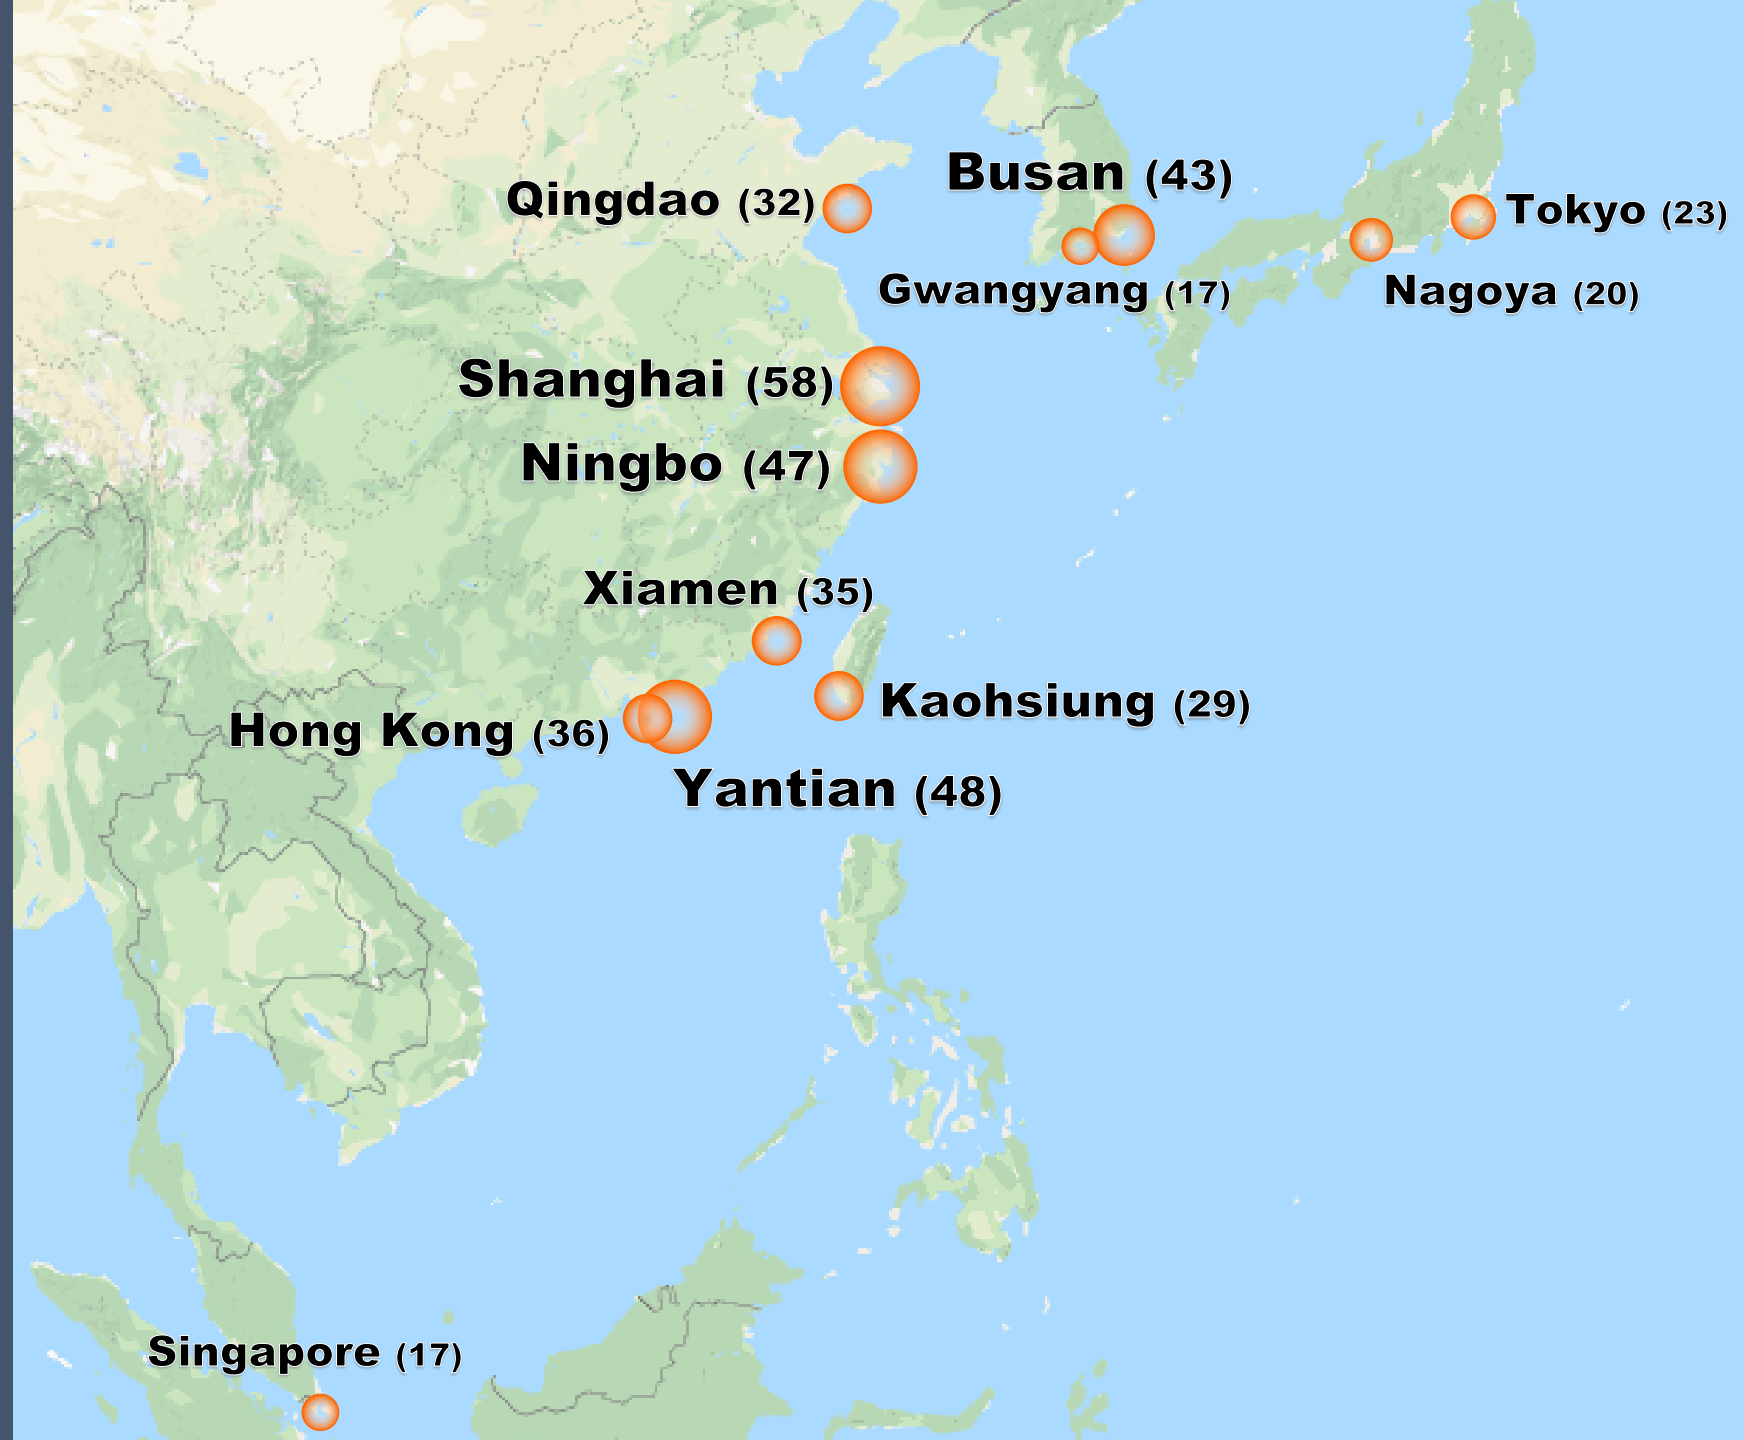 Busan (43)
Qingdao (32)
Tokyo (23)
Gwangyang (17)
Nagoya (20)
Shanghai (58)
Ningbo (47)
Xiamen (35)
Kaohsiung (29)
Hong Kong (36)
Yantian (48)
Singapore (17)